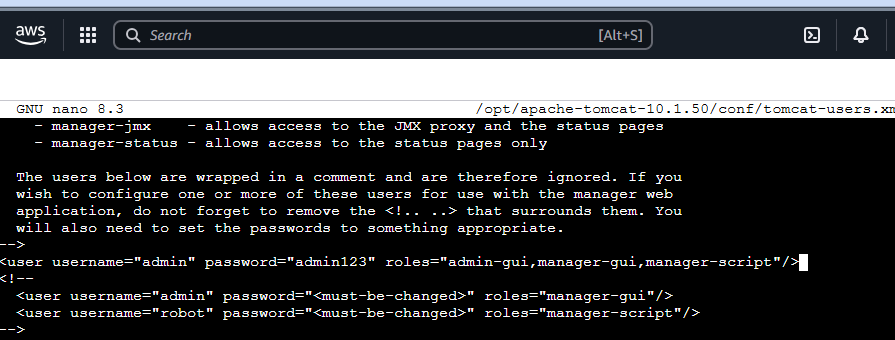 aws
Search [Alt+S]
GNU nano 8.3 /opt/apache-tomcat-10.1.50/conf/tomcat-users.xm
- manager-jmx - allows access to the JMX proxy and the status pages
- manager-status - allows access to the status pages only
The users below are wrapped in a comment and are therefore ignored. If you
wish to configure one or more of these users for use with the manager web
application, do not forget to remove the <!.. ..> that surrounds them. You
will also need to set the passwords to something appropriate.
-->
<user username="admin" password="admin123" roles="admin-gui,manager-gui,manager-script"/>
<!--
<user username="admin" password="<must-be-changed>" roles="manager-gui"/>
<user username="robot" password="<must-be-changed>" roles="manager-script"/>
-->